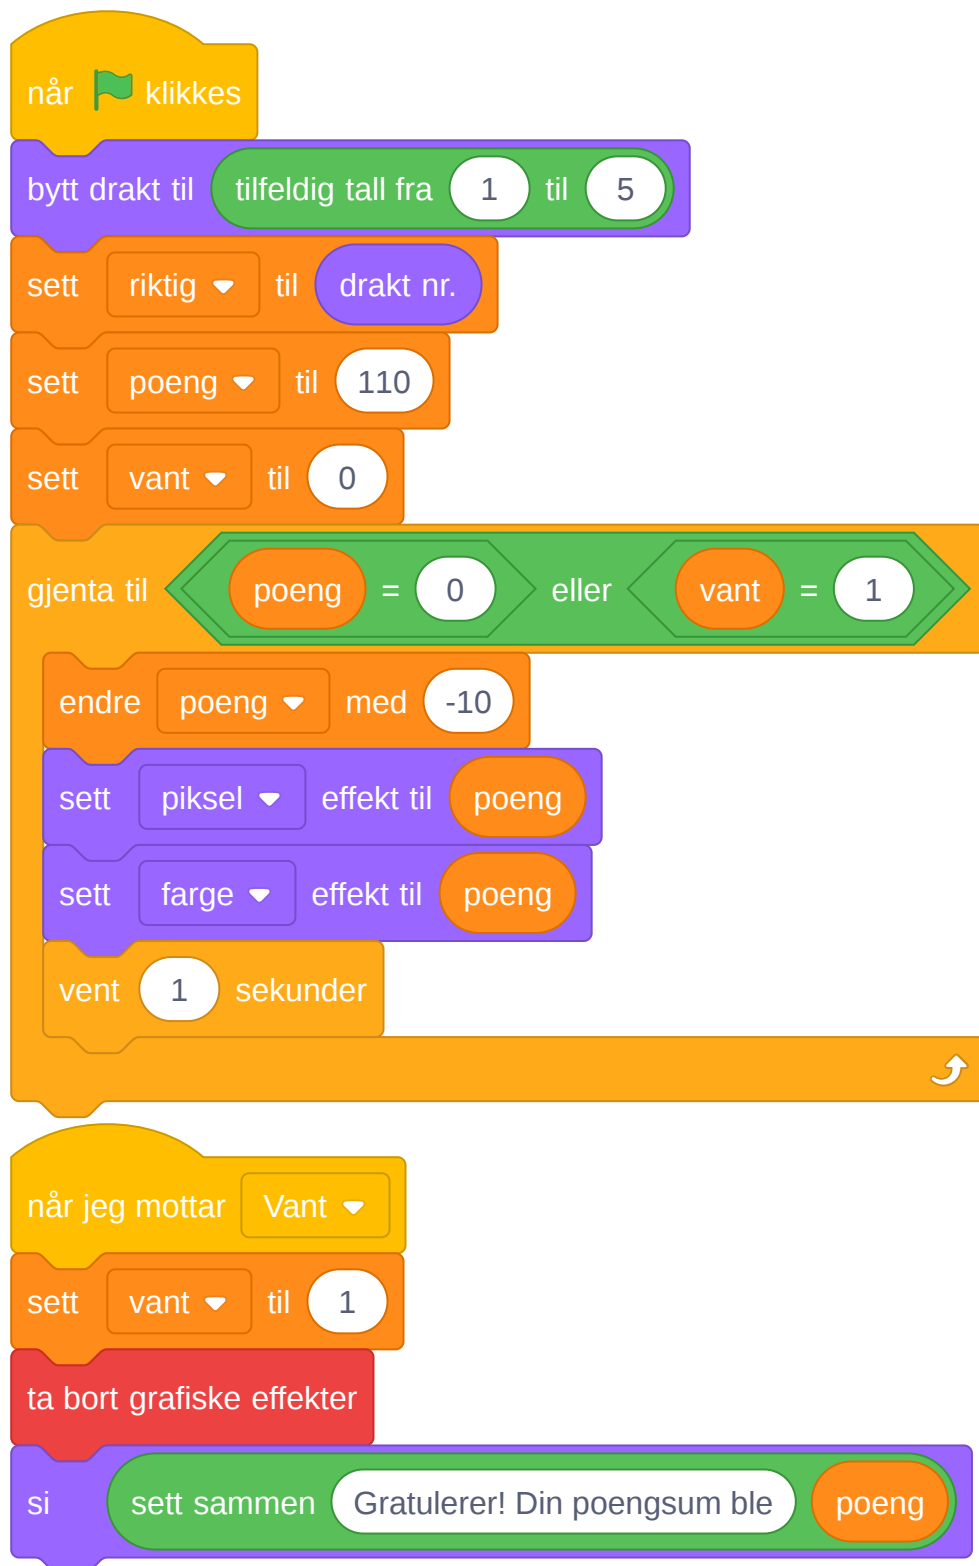 når klikkes
bytt drakt til tilfeldig tall fra 1 til 5
sett riktig til drakt nr.
sett poeng til 110
sett vant til 0
gjenta til poeng = 0 eller vant = 1
endre poeng med -10
sett piksel effekt til poeng
sett farge effekt til poeng
vent 1 sekunder
når jeg mottar Vant
sett vant til 1
ta bort grafiske effekter
si sett sammen Gratulerer! Din poengsum ble poeng